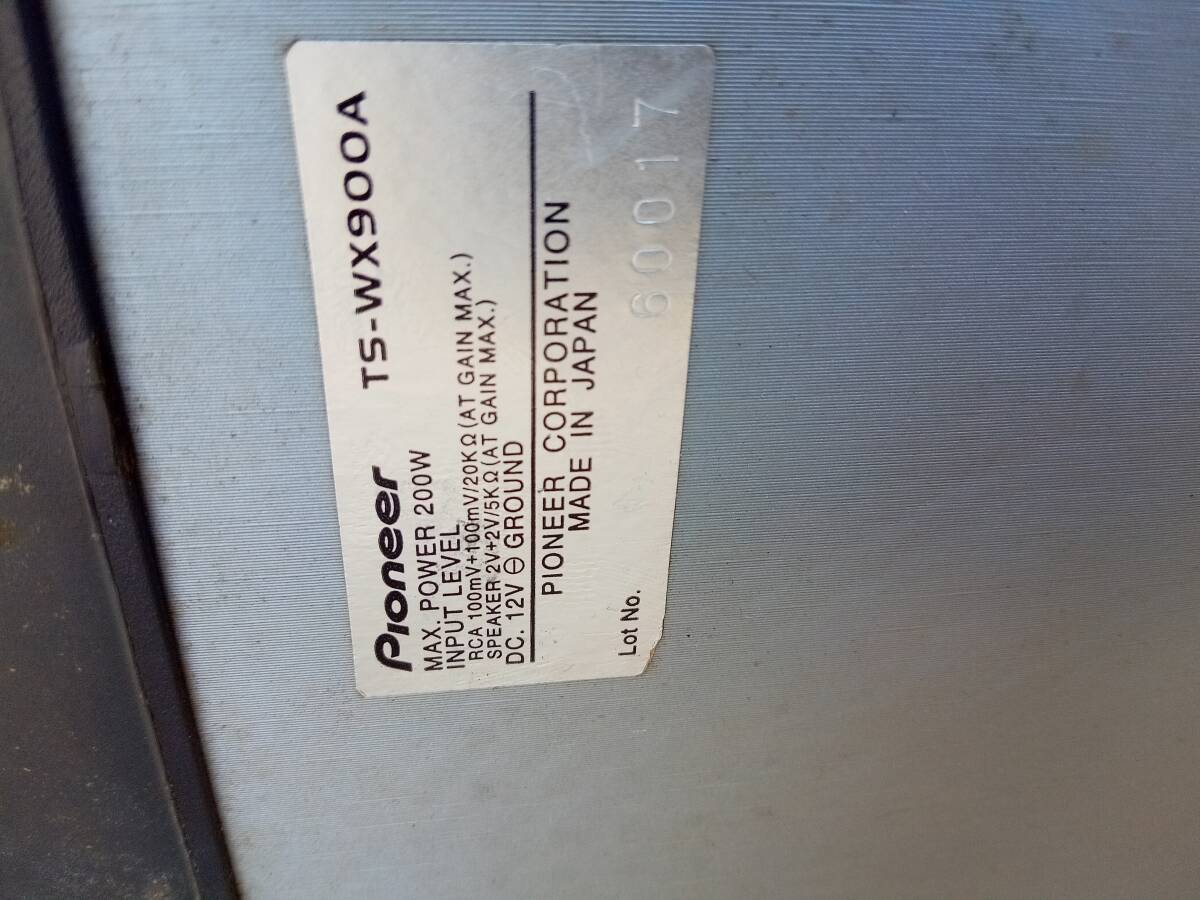 Pioneer TS-WX900A
MAX. POWER 200W
INPUT LEVEL
RCA 100mV+100mV/20KΩ(AT GAIN MAX.)
SPEAKER 2V+2V/5KΩ(AT GAIN MAX.)
DC. 12V ⊖ GROUND
PIONEER CORPORATION
MADE IN JAPAN
Lot No. 60017